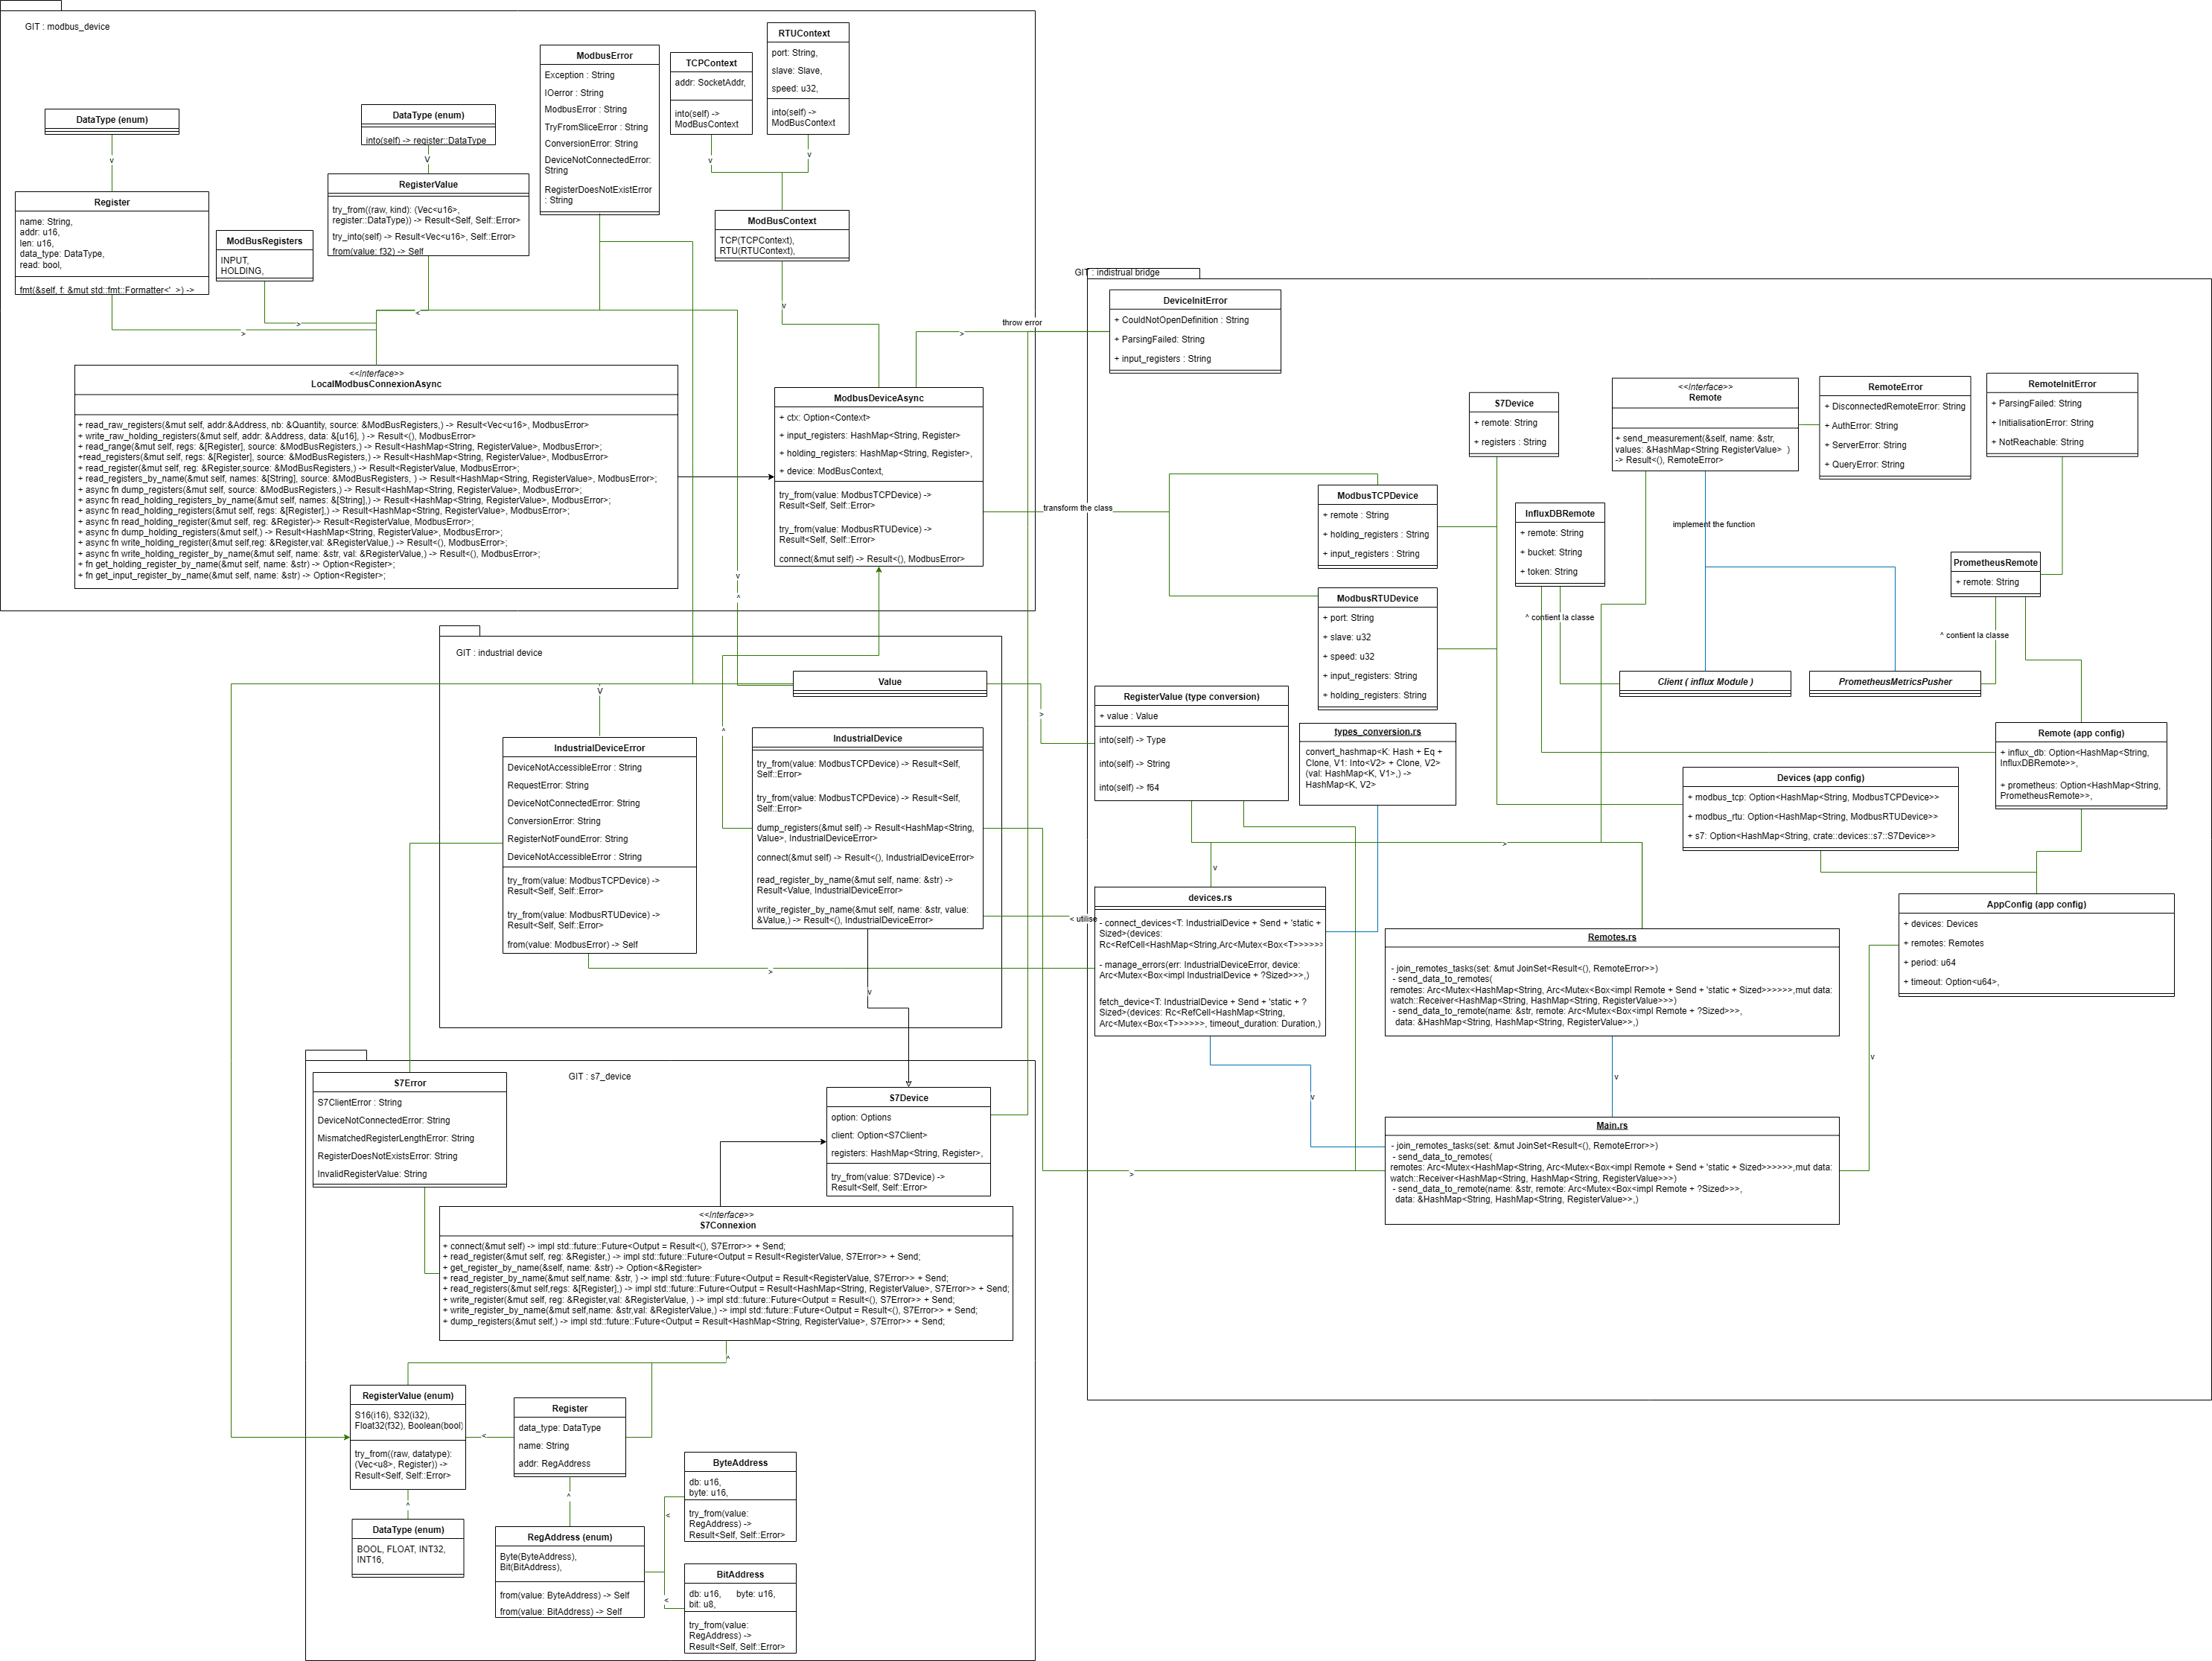 GIT : modbus_device
DataType (enum)
v
Register
name: String,
addr: u16,
len: u16,
data_type: DataType,
read: bool,
fmt(&self, f: &mut std::fmt::Formatter<'_>) ->
ModBusRegisters
INPUT,
HOLDING,
DataType (enum)
into(self) -> register::DataType
V
RegisterValue
try_from((raw, kind): (Vec<u16>,
register::DataType)) -> Result<Self, Self::Error>
try_into(self) -> Result<Vec<u16>, Self::Error>
from(value: f32) -> Self
ModbusError
Exception : String
IOerror : String
ModbusError : String
TryFromSliceError : String
ConversionError: String
DeviceNotConnectedError:
String
RegisterDoesNotExistError
: String
TCPContext
addr: SocketAddr,
into(self) ->
ModBusContext
RTUContext
port: String,
slave: Slave,
speed: u32,
into(self) ->
ModBusContext
v
v
ModBusContext
TCP(TCPContext),
RTU(RTUContext),
v
>
>
<
<<Interface>>
LocalModbusConnexionAsync
+ read_raw_registers(&mut self, addr:&Address, nb: &Quantity, source: &ModBusRegisters,) -> Result<Vec<u16>, ModbusError>
+ write_raw_holding_registers(&mut self, addr: &Address, data: &[u16], ) -> Result<(), ModbusError>
+ read_range(&mut self, regs: &[Register], source: &ModBusRegisters,) -> Result<HashMap<String, RegisterValue>, ModbusError>;
+read_registers(&mut self, regs: &[Register], source: &ModBusRegisters,) -> Result<HashMap<String, RegisterValue>, ModbusError>
+ read_register(&mut self, reg: &Register,source: &ModBusRegisters,) -> Result<RegisterValue, ModbusError>;
+ read_registers_by_name(&mut self, names: &[String], source: &ModBusRegisters, ) -> Result<HashMap<String, RegisterValue>, ModbusError>;
+ async fn dump_registers(&mut self, source: &ModBusRegisters,) -> Result<HashMap<String, RegisterValue>, ModbusError>;
+ async fn read_holding_registers_by_name(&mut self, names: &[String],) -> Result<HashMap<String, RegisterValue>, ModbusError>;
+ async fn read_holding_registers(&mut self, regs: &[Register],) -> Result<HashMap<String, RegisterValue>, ModbusError>;
+ async fn read_holding_register(&mut self, reg: &Register)-> Result<RegisterValue, ModbusError>;
+ async fn dump_holding_registers(&mut self,) -> Result<HashMap<String, RegisterValue>, ModbusError>;
+ async fn write_holding_register(&mut self,reg: &Register,val: &RegisterValue,) -> Result<(), ModbusError>;
+ async fn write_holding_register_by_name(&mut self, name: &str, val: &RegisterValue,) -> Result<(), ModbusError>;
+ fn get_holding_register_by_name(&mut self, name: &str) -> Option<Register>;
+ fn get_input_register_by_name(&mut self, name: &str) -> Option<Register>;
ModbusDeviceAsync
+ ctx: Option<Context>
+ input_registers: HashMap<String, Register>
+ holding_registers: HashMap<String, Register>,
+ device: ModBusContext,
try_from(value: ModbusTCPDevice) ->
Result<Self, Self::Error>
try_from(value: ModbusRTUDevice) ->
Result<Self, Self::Error>
connect(&mut self) -> Result<(), ModbusError>
v
^
throw error
>
transform the class
GIT : indistrual bridge
DeviceInitError
+ CouldNotOpenDefinition : String
+ ParsingFailed: String
+ input_registers : String
S7Device
+ remote: String
+ registers : String
<<Interface>>
Remote
+ send_measurement(&self, name: &str,
values: &HashMap<String RegisterValue> )
-> Result<(), RemoteError>
RemoteError
+ DisconnectedRemoteError: String
+ AuthError: String
+ ServerError: String
+ QueryError: String
RemoteInitError
+ ParsingFailed: String
+ InitialisationError: String
+ NotReachable: String
ModbusTCPDevice
+ remote : String
+ holding_registers : String
+ input_registers : String
InfluxDBRemote
+ remote: String
+ bucket: String
+ token: String
implement the function
PrometheusRemote
+ remote: String
ModbusRTUDevice
+ port: String
+ slave: u32
+ speed: u32
+ input_registers: String
+ holding_registers: String
^ contient la classe
^ contient la classe
Client ( influx Module )
PrometheusMetricsPusher
RegisterValue (type conversion)
+ value : Value
into(self) -> Type
into(self) -> String
into(self) -> f64
types_conversion.rs
convert_hashmap<K: Hash + Eq +
Clone, V1: Into<V2> + Clone, V2>
(val: HashMap<K, V1>,) ->
HashMap<K, V2>
Remote (app config)
+ influx_db: Option<HashMap<String,
InfluxDBRemote>>,
+ prometheus: Option<HashMap<String,
PrometheusRemote>>,
Devices (app config)
+ modbus_tcp: Option<HashMap<String, ModbusTCPDevice>>
+ modbus_rtu: Option<HashMap<String, ModbusRTUDevice>>
+ s7: Option<HashMap<String, crate::devices::s7::S7Device>>
>
v
devices.rs
- connect_devices<T: IndustrialDevice + Send + 'static +
Sized>(devices:
Rc<RefCell<HashMap<String,Arc<Mutex<Box<T>>>>>>
- manage_errors(err: IndustrialDeviceError, device:
Arc<Mutex<Box<impl IndustrialDevice + ?Sized>>>,)
fetch_device<T: IndustrialDevice + Send + 'static + ?
Sized>(devices: Rc<RefCell<HashMap<String,
Arc<Mutex<Box<T>>>>>>, timeout_duration: Duration,)
AppConfig (app config)
+ devices: Devices
+ remotes: Remotes
+ period: u64
+ timeout: Option<u64>,
Remotes.rs
- join_remotes_tasks(set: &mut JoinSet<Result<(), RemoteError>>)
- send_data_to_remotes(
remotes: Arc<Mutex<HashMap<String, Arc<Mutex<Box<impl Remote + Send + 'static + Sized>>>>>>,mut data:
watch::Receiver<HashMap<String, HashMap<String, RegisterValue>>>)
- send_data_to_remote(name: &str, remote: Arc<Mutex<Box<impl Remote + ?Sized>>>,
data: &HashMap<String, HashMap<String, RegisterValue>>,)
v
v
v
Main.rs
- join_remotes_tasks(set: &mut JoinSet<Result<(), RemoteError>>)
- send_data_to_remotes(
remotes: Arc<Mutex<HashMap<String, Arc<Mutex<Box<impl Remote + Send + 'static + Sized>>>>>>,mut data:
watch::Receiver<HashMap<String, HashMap<String, RegisterValue>>>)
- send_data_to_remote(name: &str, remote: Arc<Mutex<Box<impl Remote + ?Sized>>>,
data: &HashMap<String, HashMap<String, RegisterValue>>,)
GIT : industrial device
Value
V
^
>
IndustrialDeviceError
DeviceNotAccessibleError : String
RequestError: String
DeviceNotConnectedError: String
ConversionError: String
RegisterNotFoundError: String
DeviceNotAccessibleError : String
try_from(value: ModbusTCPDevice) ->
Result<Self, Self::Error>
try_from(value: ModbusRTUDevice) ->
Result<Self, Self::Error>
from(value: ModbusError) -> Self
IndustrialDevice
try_from(value: ModbusTCPDevice) -> Result<Self,
Self::Error>
try_from(value: ModbusTCPDevice) -> Result<Self,
Self::Error>
dump_registers(&mut self) -> Result<HashMap<String,
Value>, IndustrialDeviceError>
connect(&mut self) -> Result<(), IndustrialDeviceError>
read_register_by_name(&mut self, name: &str) ->
Result<Value, IndustrialDeviceError>
write_register_by_name(&mut self, name: &str, value:
&Value,) -> Result<(), IndustrialDeviceError>
< utilise
>
v
>
GIT : s7_device
S7Error
S7ClientError : String
DeviceNotConnectedError: String
MismatchedRegisterLengthError: String
RegisterDoesNotExistsError: String
InvalidRegisterValue: String
S7Device
option: Options
client: Option<S7Client>
registers: HashMap<String, Register>,
try_from(value: S7Device) ->
Result<Self, Self::Error>
<<Interface>>
S7Connexion
+ connect(&mut self) -> impl std::future::Future<Output = Result<(), S7Error>> + Send;
+ read_register(&mut self, reg: &Register,) -> impl std::future::Future<Output = Result<RegisterValue, S7Error>> + Send;
+ get_register_by_name(&self, name: &str) -> Option<&Register>
+ read_register_by_name(&mut self,name: &str, ) -> impl std::future::Future<Output = Result<RegisterValue, S7Error>> + Send;
+ read_registers(&mut self,regs: &[Register],) -> impl std::future::Future<Output = Result<HashMap<String, RegisterValue>, S7Error>> + Send;
+ write_register(&mut self, reg: &Register,val: &RegisterValue, ) -> impl std::future::Future<Output = Result<(), S7Error>> + Send;
+ write_register_by_name(&mut self,name: &str,val: &RegisterValue,) -> impl std::future::Future<Output = Result<(), S7Error>> + Send;
+ dump_registers(&mut self,) -> impl std::future::Future<Output = Result<HashMap<String, RegisterValue>, S7Error>> + Send;
^
RegisterValue (enum)
S16(i16), S32(i32),
Float32(f32), Boolean(bool)
try_from((raw, datatype):
(Vec<u8>, Register)) ->
Result<Self, Self::Error>
<
Register
data_type: DataType
name: String
addr: RegAddress
^
^
DataType (enum)
BOOL, FLOAT, INT32,
INT16,
RegAddress (enum)
Byte(ByteAddress),
Bit(BitAddress),
from(value: ByteAddress) -> Self
from(value: BitAddress) -> Self
ByteAddress
db: u16,
byte: u16,
try_from(value:
RegAddress) ->
Result<Self, Self::Error>
<
<
BitAddress
db: u16, byte: u16,
bit: u8,
try_from(value:
RegAddress) ->
Result<Self, Self::Error>